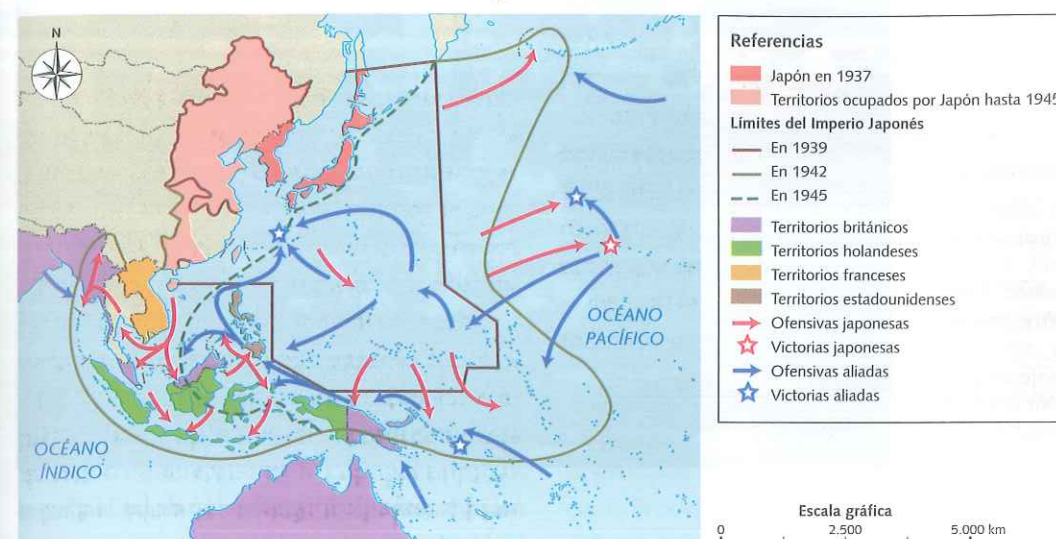 N
OCÉANO
PACÍFICO
OCÉANO
ÍNDICO
Referencias
Japón en 1937
Territorios ocupados por Japón hasta 1945
Límites del Imperio Japonés
En 1939
En 1942
En 1945
Territorios británicos
Territorios holandeses
Territorios franceses
Territorios estadounidenses
Ofensivas japonesas
Victorias japonesas
Ofensivas aliadas
Victorias aliadas
Escala gráfica
0 2.500 5.000 km